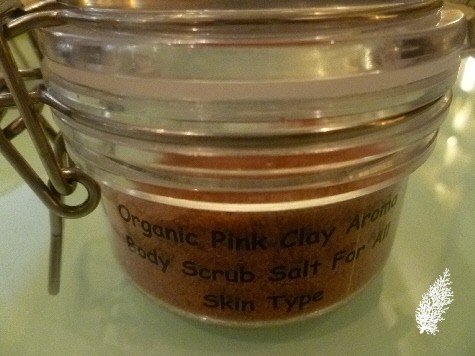 Organic Pink Clay Aroma
Body Scrub Salt For All
Skin Type